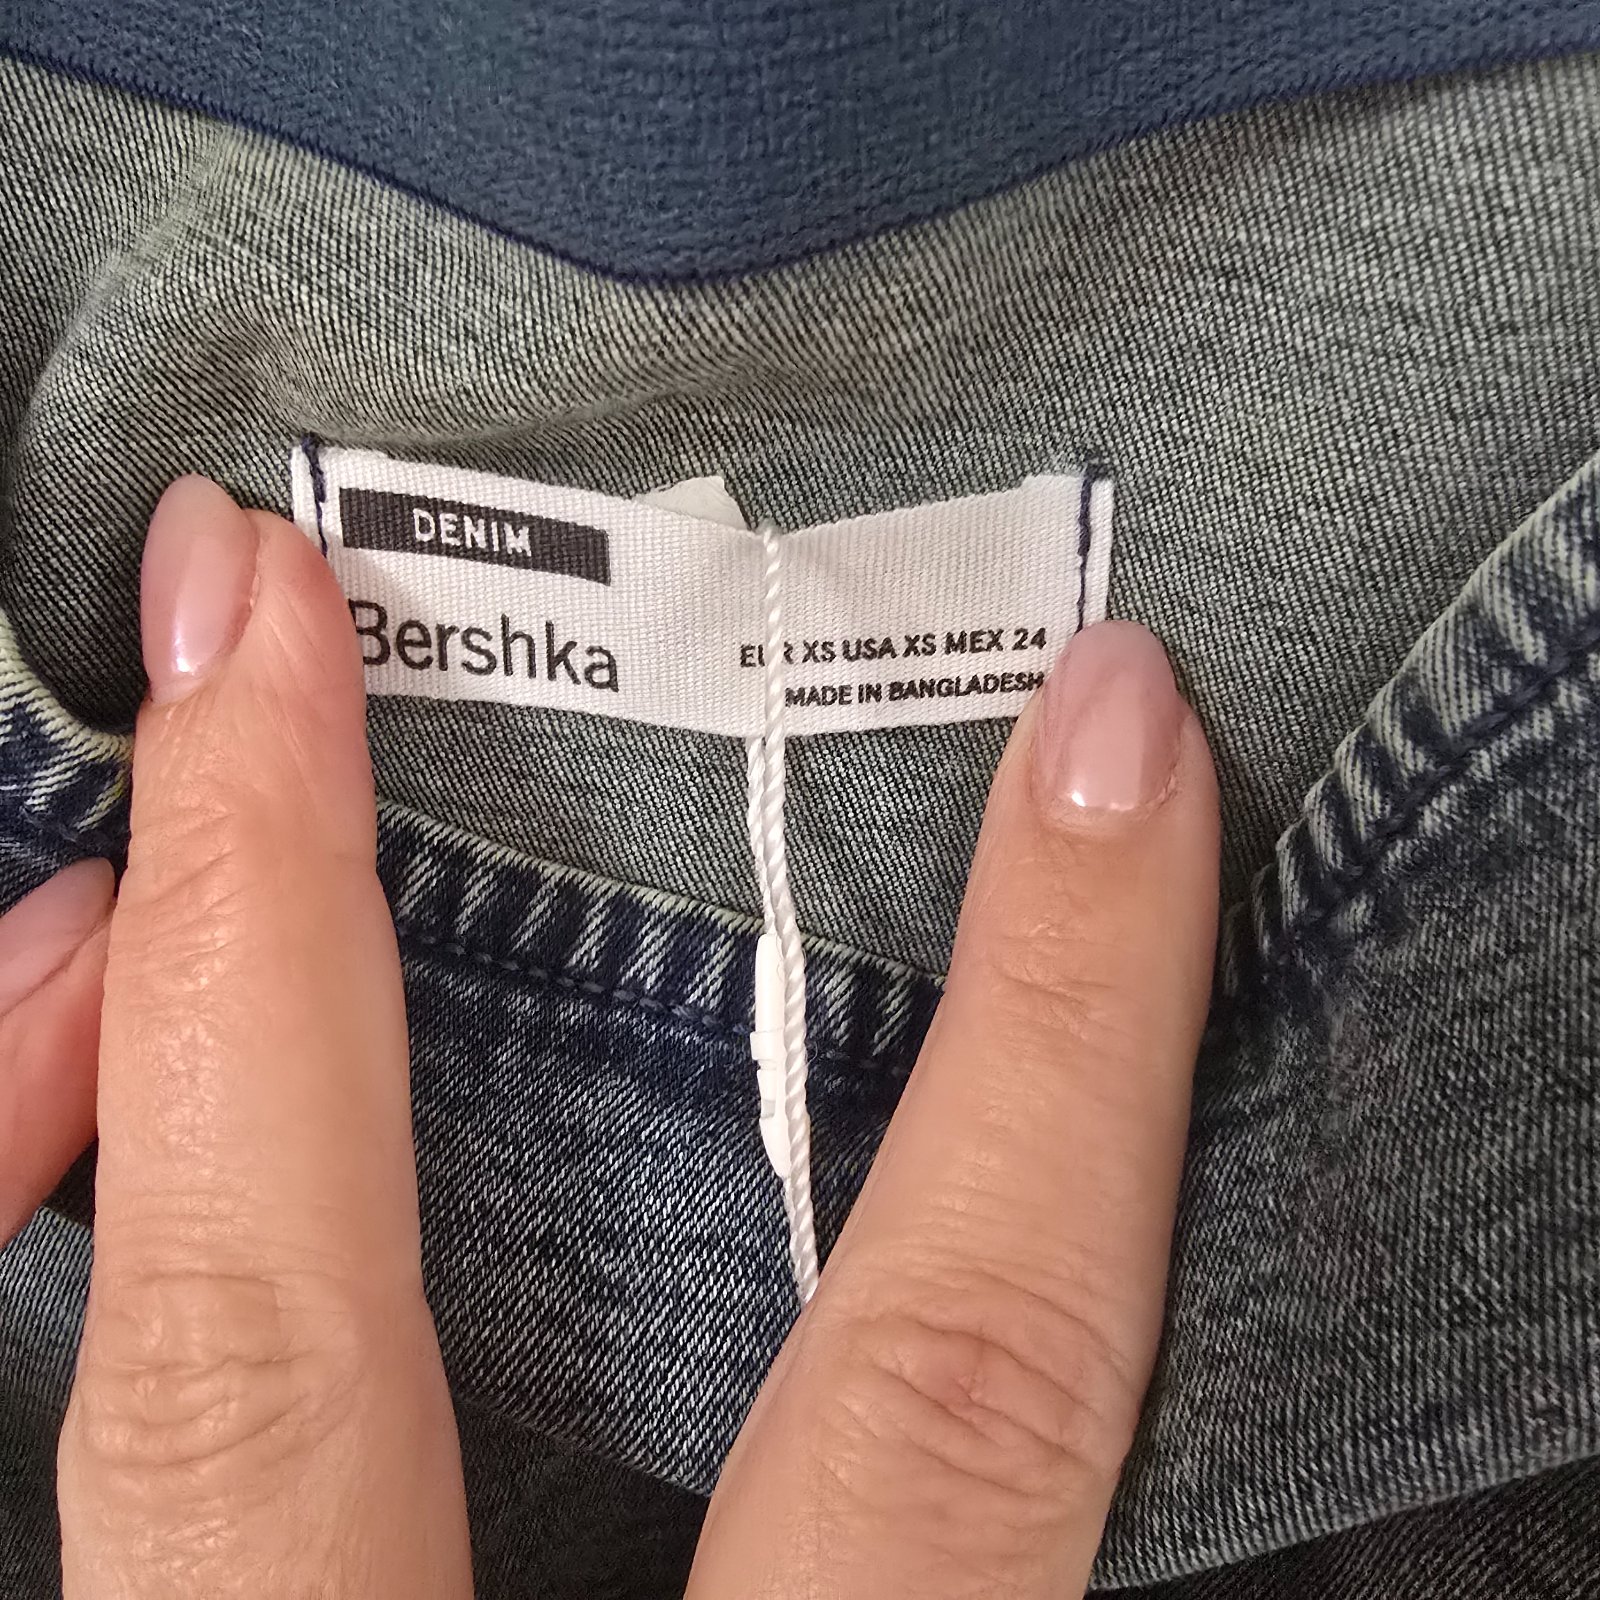 DENIM
Bershka
EUR XS USA XS MEX 24
MADE IN BANGLADESH